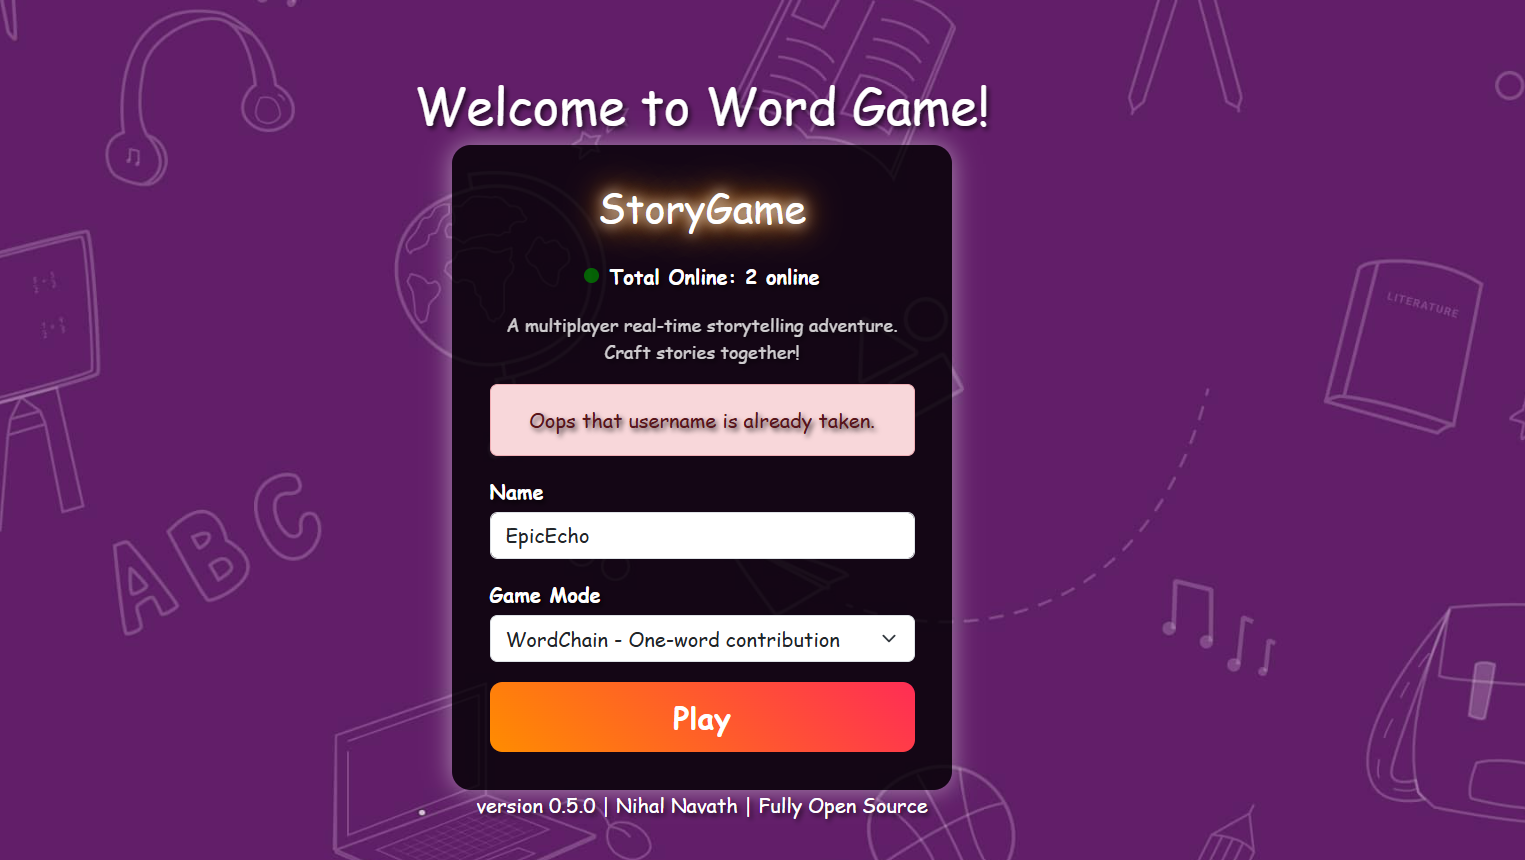 Welcome to Word Game!
StoryGame
Total Online: 2 online
A multiplayer real-time storytelling adventure.
Craft stories together!
Oops that username is already taken.
Name
EpicEcho
Game Mode
WordChain - One-word contribution
Play
version 0.5.0 | Nihal Navath | Fully Open Source
LITERATURE
ABC